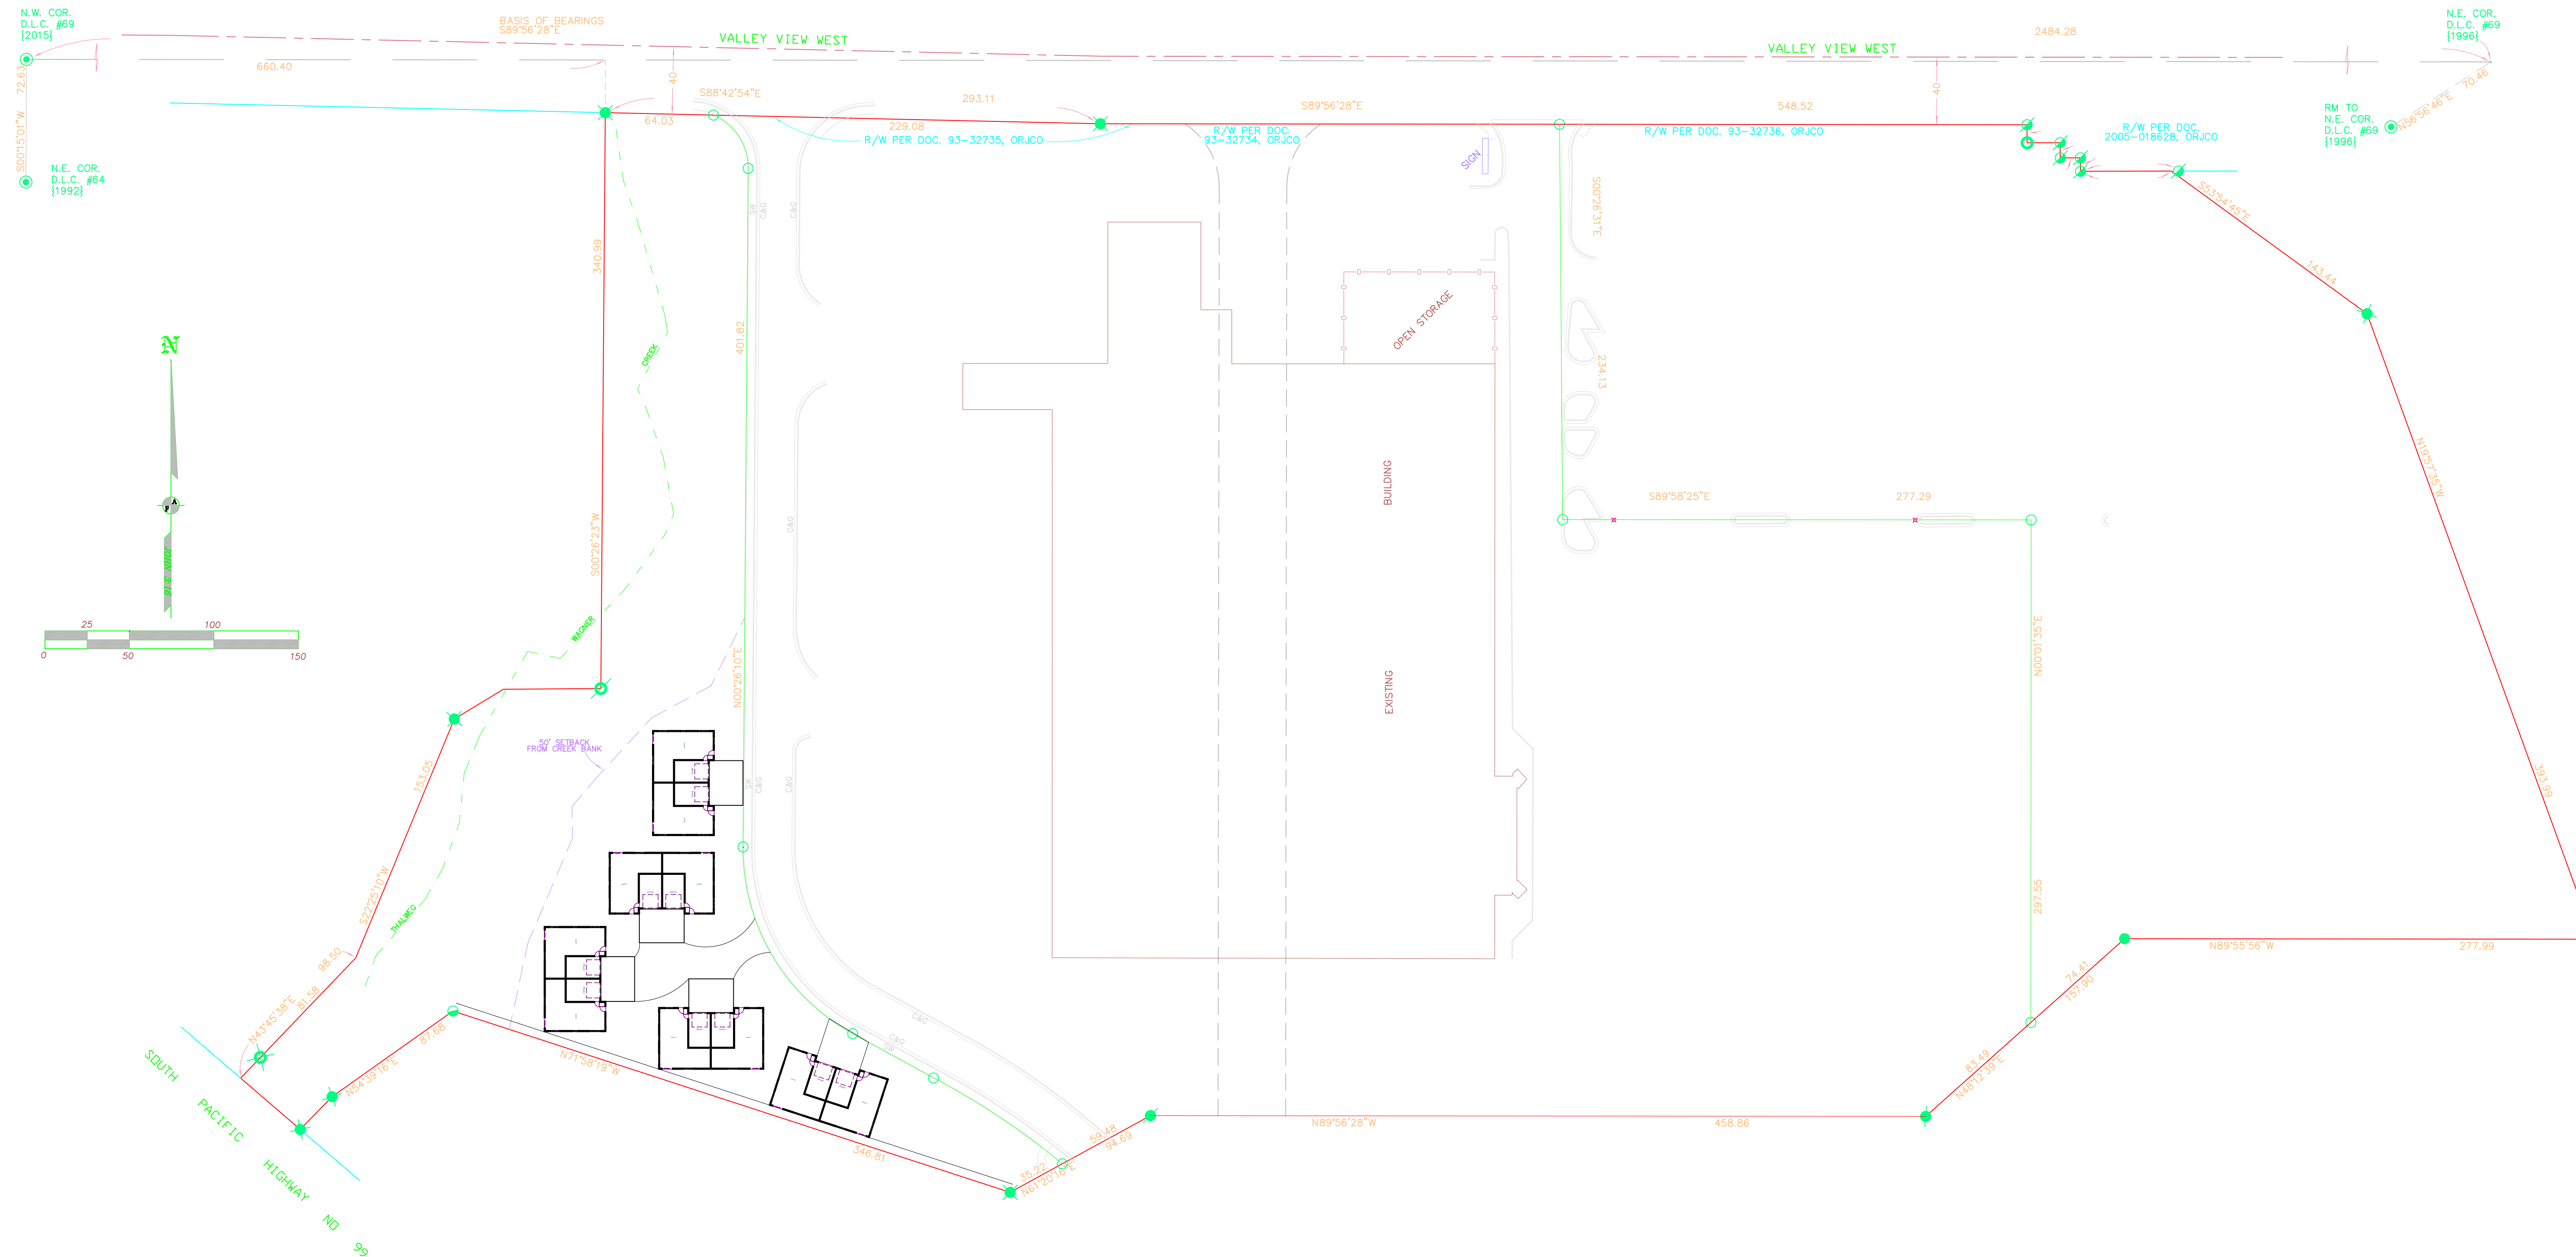 N.W. COR.
D.L.C. #69
{2015}
BASIS OF BEARINGS
S89°56'28"E
VALLEY VIEW WEST
VALLEY VIEW WEST
2484.28
N.E. COR.
D.L.C. #69
{1996}
660.40
40
40
S00°15'01"W 72.63
N.E. COR.
D.L.C. #64
{1992}
S88°42'54"E
293.11
S89°56'28"E
548.52
64.03
229.08
R/W PER DOC. 93-32735, ORJCO
R/W PER DOC.
93-32734, ORJCO
R/W PER DOC. 93-32736, ORJCO
R/W PER DOC.
2005-018628, ORJCO
RM TO
N.E. COR.
D.L.C. #69
{1996}
N56°56'46"E 70.46
SIGN
SW
C&G
C&G
S00°26'31"E
S53°54'45"E
143.44
340.99
401.82
CREEK
OPEN STORAGE
234.13
N
BUILDING
S89°58'25"E
277.29
N19°57'35"W
C&G
S00°26'23"W
WAGNER
25
100
0
50
150
N00°26'10"E
EXISTING
N00°01'35"E
50' SETBACK
FROM CREEK BANK
153.05
SW
C&G
C&G
393.99
S22°25'10"W
THALWEG
297.55
98.50
81.58
N43°45'38"E
74.41
157.90
N89°55'56"W
277.99
87.68
N54°39'16"E
N71°58'19"W
C&G
C&G
SW
83.49
N48°12'39"E
SOUTH PACIFIC HIGHWAY NO 99
346.81
59.48
94.69
35.22
N61°20'16"E
N89°56'28"W
458.86